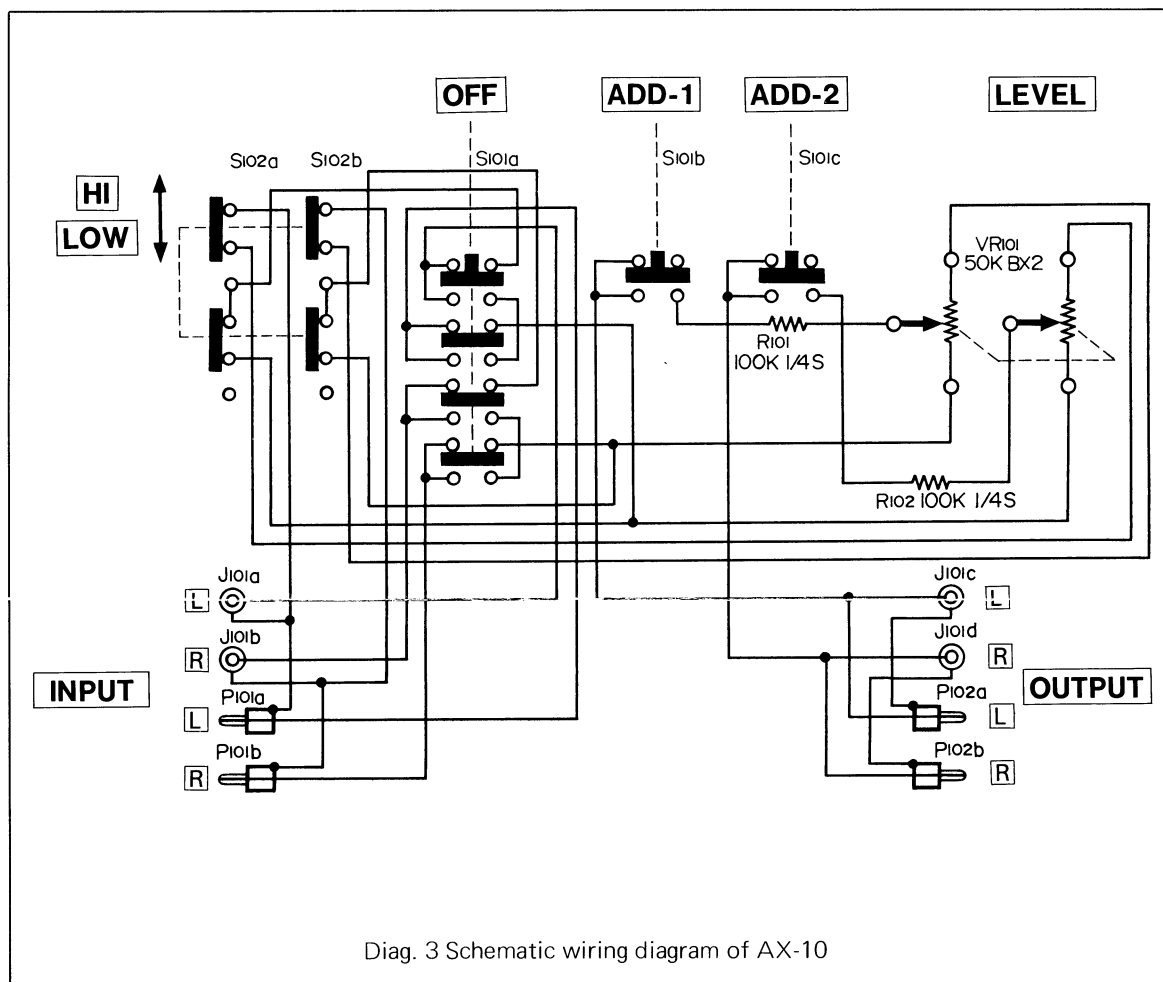 OFF
ADD-1
ADD-2
LEVEL
S102a
S102b
S101a
S101b
S101c
HI
LOW
VR101
50K BX2
R101
100K 1/4S
R102 100K 1/4S
J101a
L
J101b
R
INPUT
P101a
L
P101b
R
J101c
L
J101d
R
OUTPUT
P102a
L
P102b
R
Diag. 3 Schematic wiring diagram of AX-10